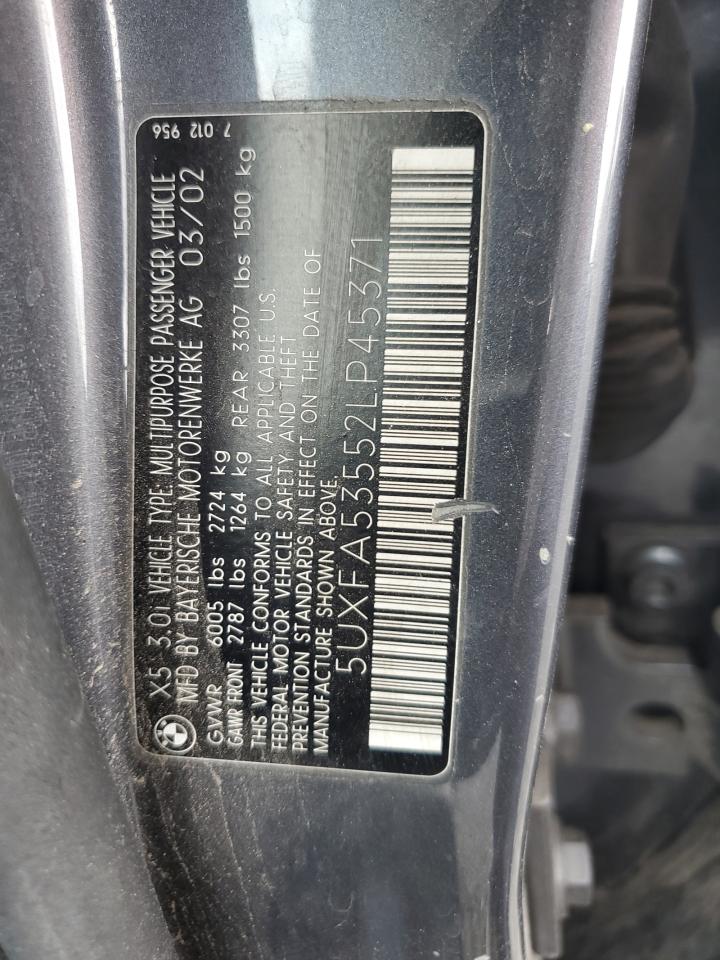 7 012 956
X5 3.0i VEHICLE TYPE: MULTIPURPOSE PASSENGER VEHICLE
MFD BY BAYERISCHE MOTORENWERKE AG 03/02
GVWR 6005 lbs 2724 kg
GAWR FRONT 2787 lbs 1264 kg REAR 3307 lbs 1500 kg
THIS VEHICLE CONFORMS TO ALL APPLICABLE U.S.
FEDERAL MOTOR VEHICLE SAFETY AND THEFT
PREVENTION STANDARDS IN EFFECT ON THE DATE OF
MANUFACTURE SHOWN ABOVE.
5UXFA53552LP45371